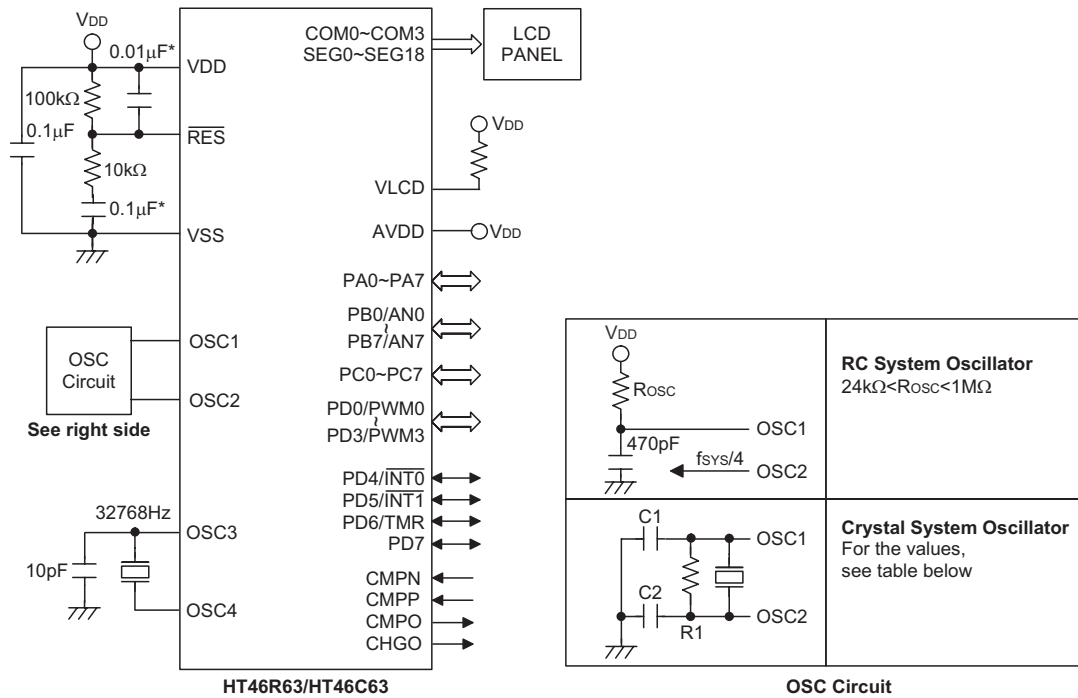 VDD
0.01μF*
VDD
100kΩ
0.1μF
RES
10kΩ
0.1μF*
VSS
OSC
Circuit
See right side
OSC1
OSC2
32768Hz
OSC3
10pF
OSC4
COM0~COM3
SEG0~SEG18
LCD
PANEL
VDD
VLCD
AVDD
VDD
PA0~PA7
PB0/AN0
~
PB7/AN7
PC0~PC7
PD0/PWM0
~
PD3/PWM3
PD4/INT0
PD5/INT1
PD6/TMR
PD7
CMPN
CMPP
CMPO
CHGO
HT46R63/HT46C63
VDD
ROSC
470pF
OSC1
fSYS/4
OSC2
RC System Oscillator
24kΩ<ROSC<1MΩ
C1
OSC1
C2
R1
OSC2
Crystal System Oscillator
For the values,
see table below
OSC Circuit